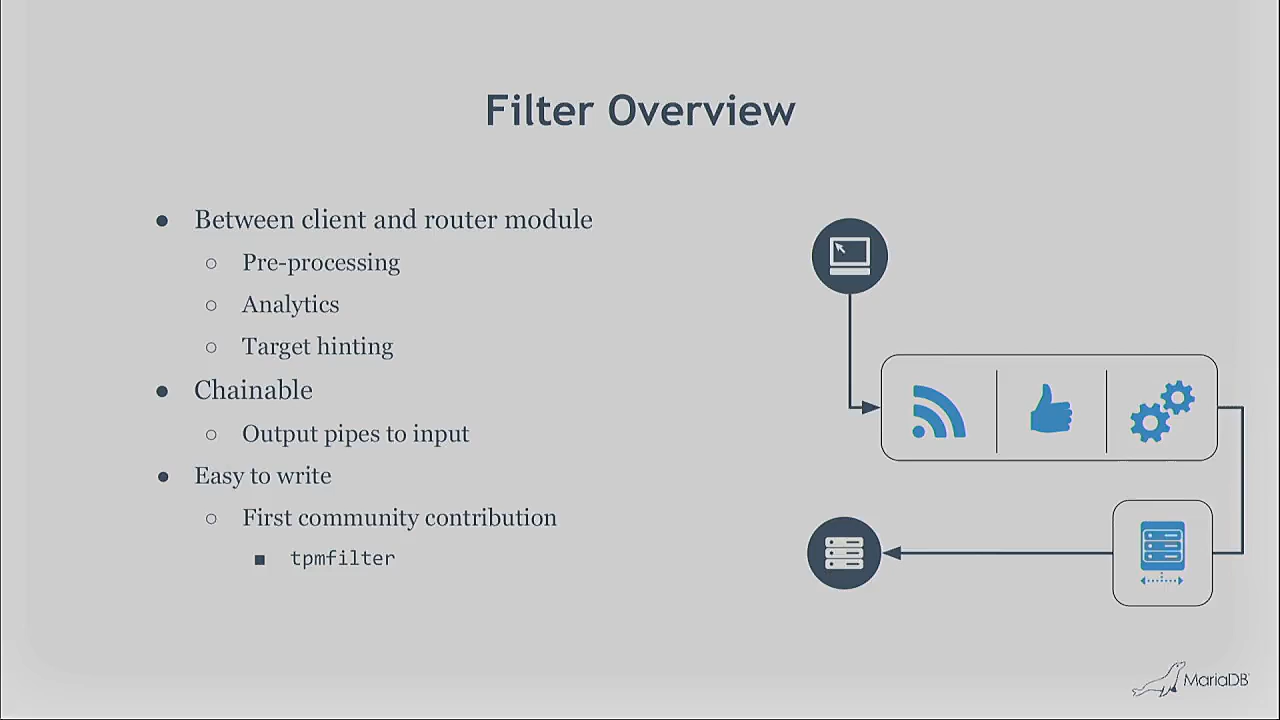 Filter Overview
● Between client and router module
○ Pre-processing
○ Analytics
○ Target hinting
● Chainable
○ Output pipes to input
● Easy to write
○ First community contribution
■ tpmfilter
MariaDB